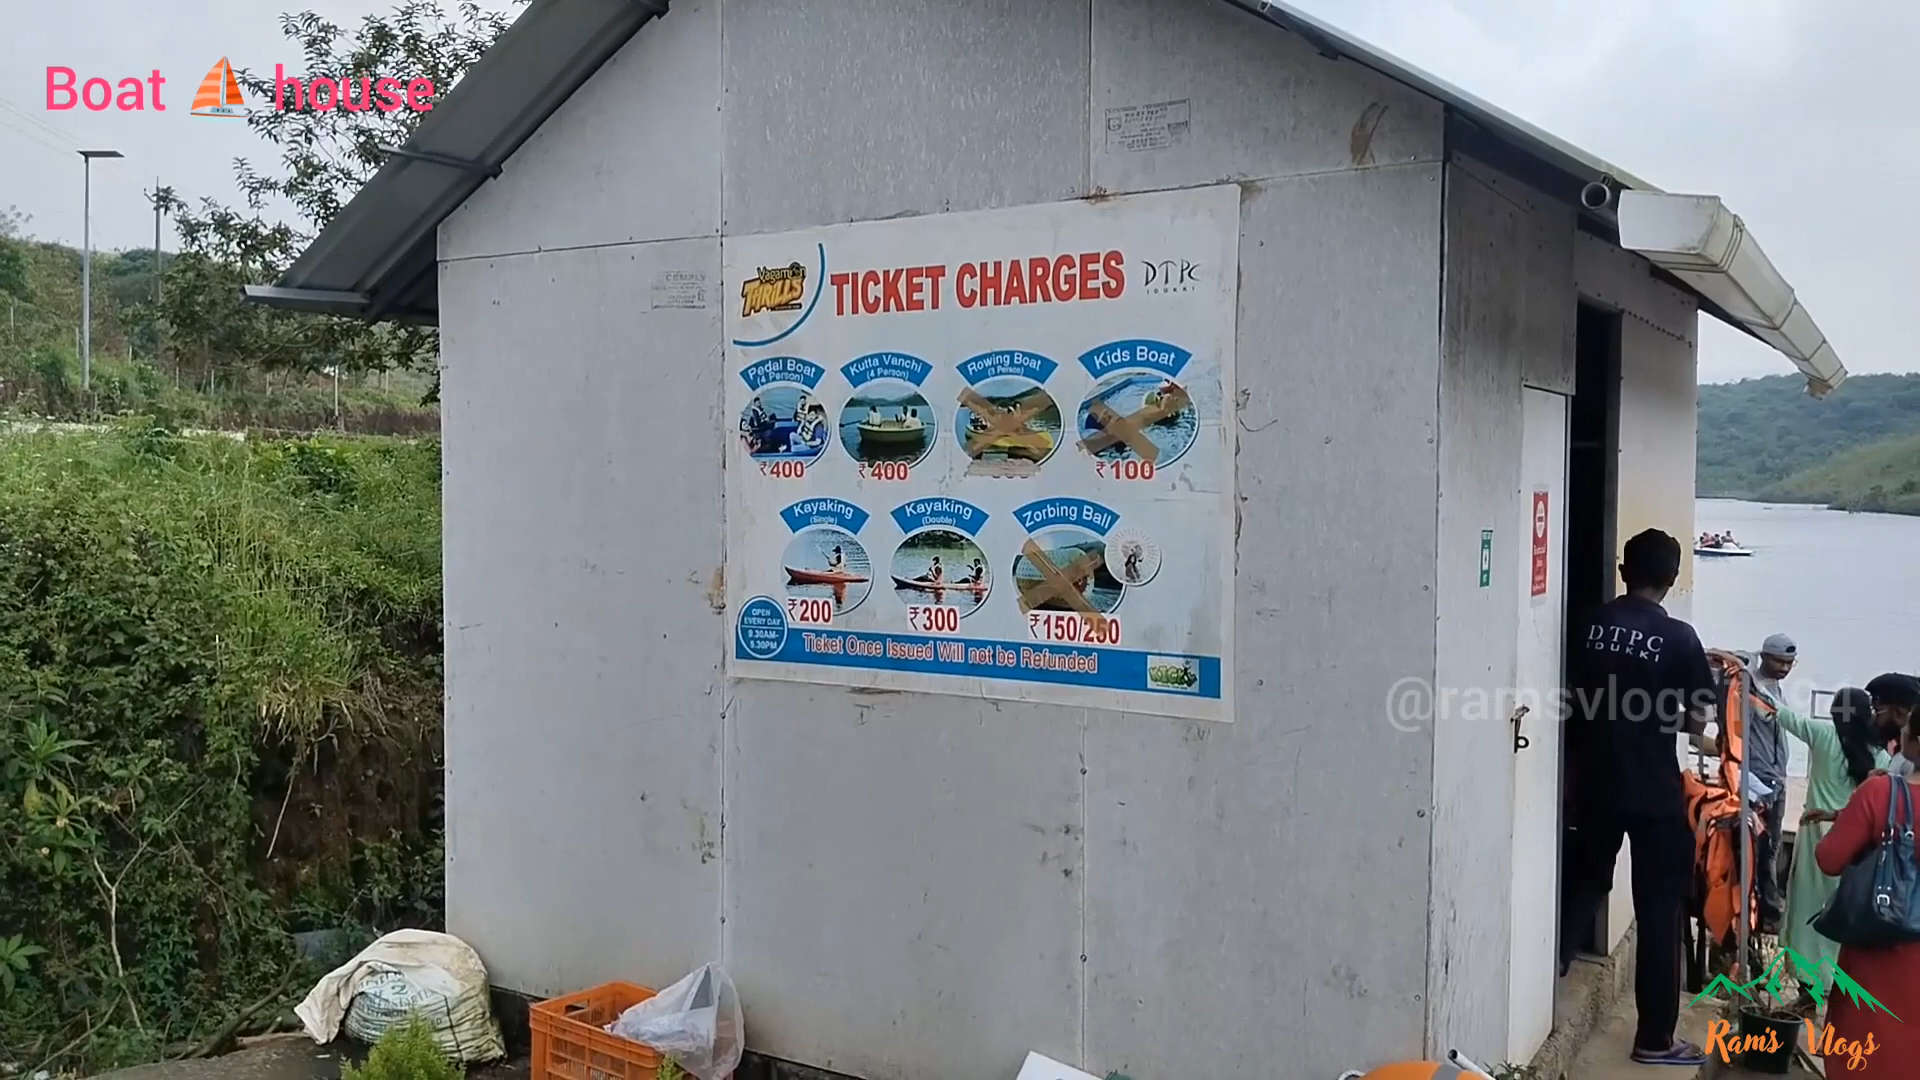 Boat house
Vagamon
THRILLS
TICKET CHARGES
DTPC
IDUKKI
Pedal Boat
(4 Person)
Kutta Vanchi
(4 Person)
Rowing Boat
(3 Person)
Kids Boat
₹400
₹400
₹100
Kayaking
(Single)
Kayaking
(Double)
Zorbing Ball
₹200
₹300
₹150/250
OPEN
EVERY DAY
9.30AM-
5.30PM
Ticket Once Issued Will not be Refunded
DTPC
IDUKKI
Ram's Vlogs